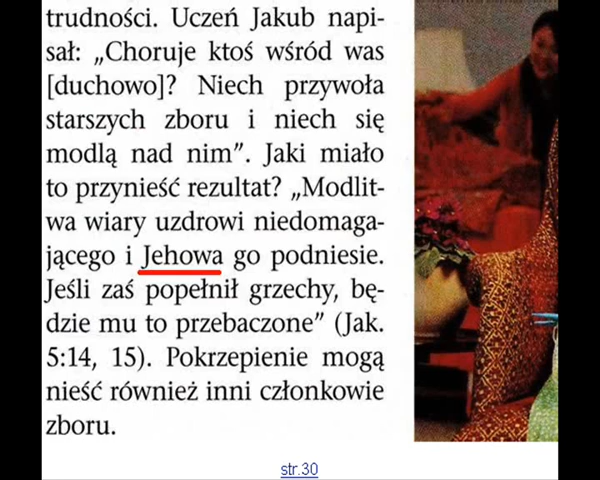 trudności. Uczeń Jakub napi-
sał: „Choruje ktoś wśród was
[duchowo]? Niech przywoła
starszych zboru i niech się
modlą nad nim”. Jaki miało
to przynieść rezultat? „Modlit-
wa wiary uzdrowi niedomaga-
jącego i Jehowa go podniesie.
Jeśli zaś popełnił grzechy, bę-
dzie mu to przebaczone” (Jak.
5:14, 15). Pokrzepienie mogą
nieść również inni członkowie
zboru.
str.30